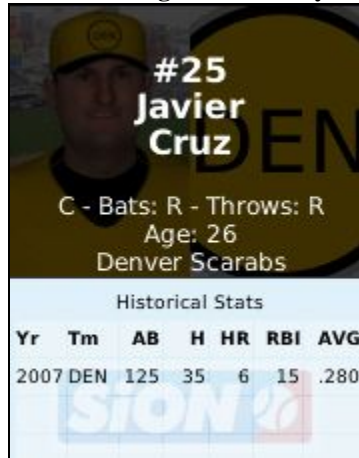 #25
Javier
Cruz
DEN
C - Bats: R - Throws: R
Age: 26
Denver Scarabs
Historical Stats
Yr Tm AB H HR RBI AVG
2007 DEN 125 35 6 15 .280